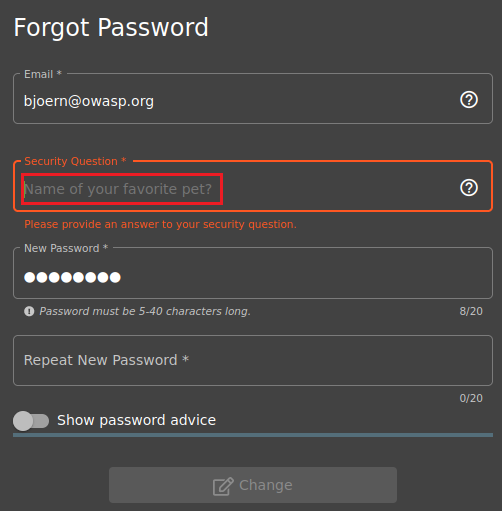 Forgot Password
Email *
bjoern@owasp.org
Security Question *
Name of your favorite pet?
Please provide an answer to your security question.
New Password *
●●●●●●●●
Password must be 5-40 characters long.
8/20
Repeat New Password *
0/20
Show password advice
Change